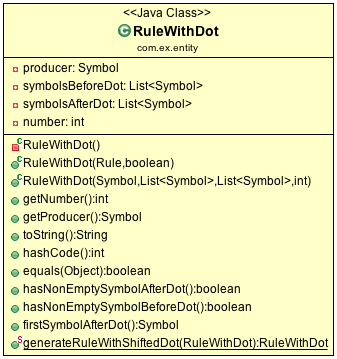 <<Java Class>>
RuleWithDot
com.ex.entity
producer: Symbol
symbolsBeforeDot: List<Symbol>
symbolsAfterDot: List<Symbol>
number: int
RuleWithDot()
RuleWithDot(Rule,boolean)
RuleWithDot(Symbol,List<Symbol>,List<Symbol>,int)
getNumber():int
getProducer():Symbol
toString():String
hashCode():int
equals(Object):boolean
hasNonEmptySymbolAfterDot():boolean
hasNonEmptySymbolBeforeDot():boolean
firstSymbolAfterDot():Symbol
generateRuleWithShiftedDot(RuleWithDot):RuleWithDot